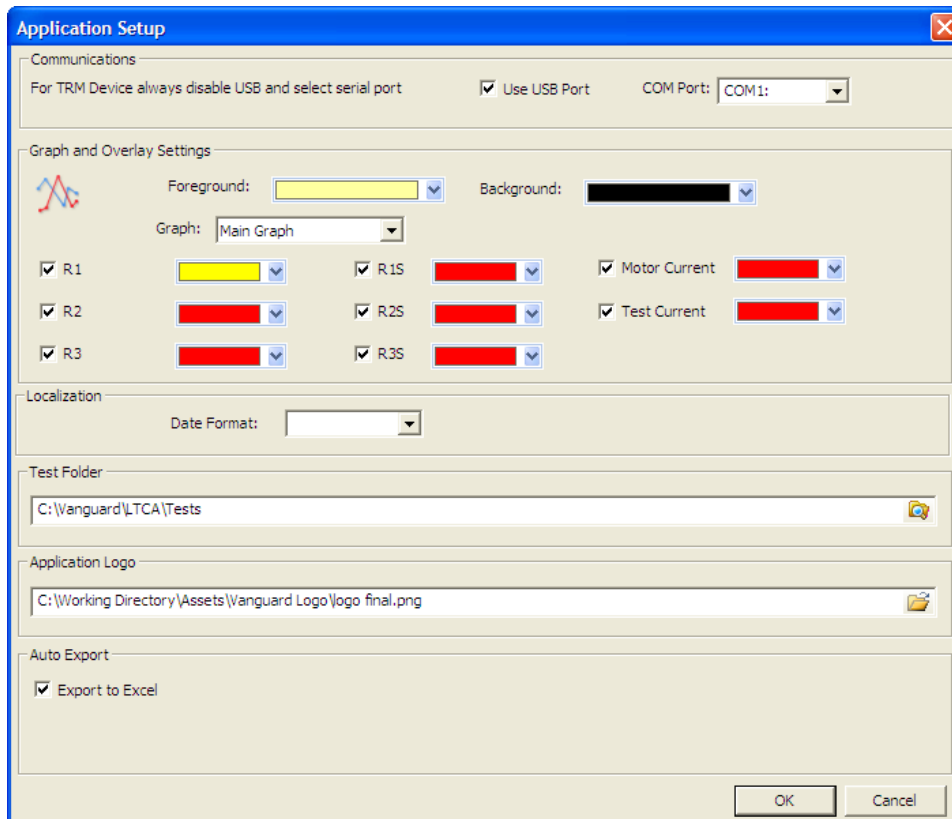 Application Setup
Communications
For TRM Device always disable USB and select serial port Use USB Port COM Port: COM1:
Graph and Overlay Settings
Foreground: Background:
Graph: Main Graph
R1 R1S Motor Current
R2 R2S Test Current
R3 R3S
Localization
Date Format:
Test Folder
C:\Vanguard\LTCA\Tests
Application Logo
C:\Working Directory\Assets\Vanguard Logo\logo final.png
Auto Export
Export to Excel
OK Cancel